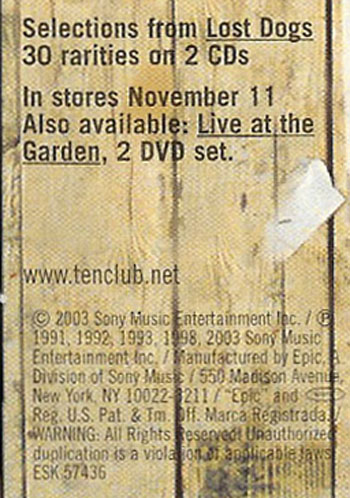 Selections from Lost Dogs
30 rarities on 2 CDs
In stores November 11
Also available: Live at the
Garden, 2 DVD set.
www.tenclub.net
© 2003 Sony Music Entertainment Inc. / ℗
1991, 1992, 1993, 1998, 2003 Sony Music
Entertainment Inc. / Manufactured by Epic, A
Division of Sony Music / 550 Madison Avenue,
New York, NY 10022-3211 / "Epic" and
Reg. U.S. Pat. & Tm. Off. Marca Registrada. /
WARNING: All Rights Reserved! Unauthorized
duplication is a violation of applicable laws
ESK 57436